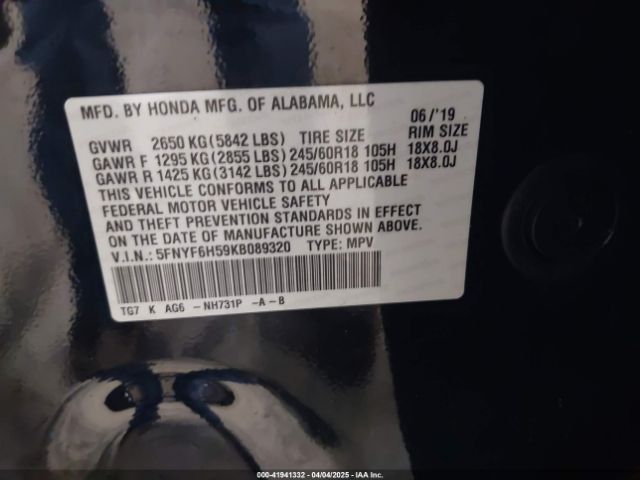 MFD. BY HONDA MFG. OF ALABAMA, LLC 06/'19
GVWR 2650 KG(5842 LBS) TIRE SIZE RIM SIZE
GAWR F 1295 KG(2855 LBS)245/60R18 105H 18X8.0J
GAWR R 1425 KG(3142 LBS)245/60R18 105H 18X8.0J
THIS VEHICLE CONFORMS TO ALL APPLICABLE
FEDERAL MOTOR VEHICLE SAFETY
AND THEFT PREVENTION STANDARDS IN EFFECT
ON THE DATE OF MANUFACTURE SHOWN ABOVE.
V.I.N.: 5FNYF6H59KB089320 TYPE: MPV
TG7 K AG6 -NH731P -A-B
000-41941332 - 04/04/2025 - IAA Inc.